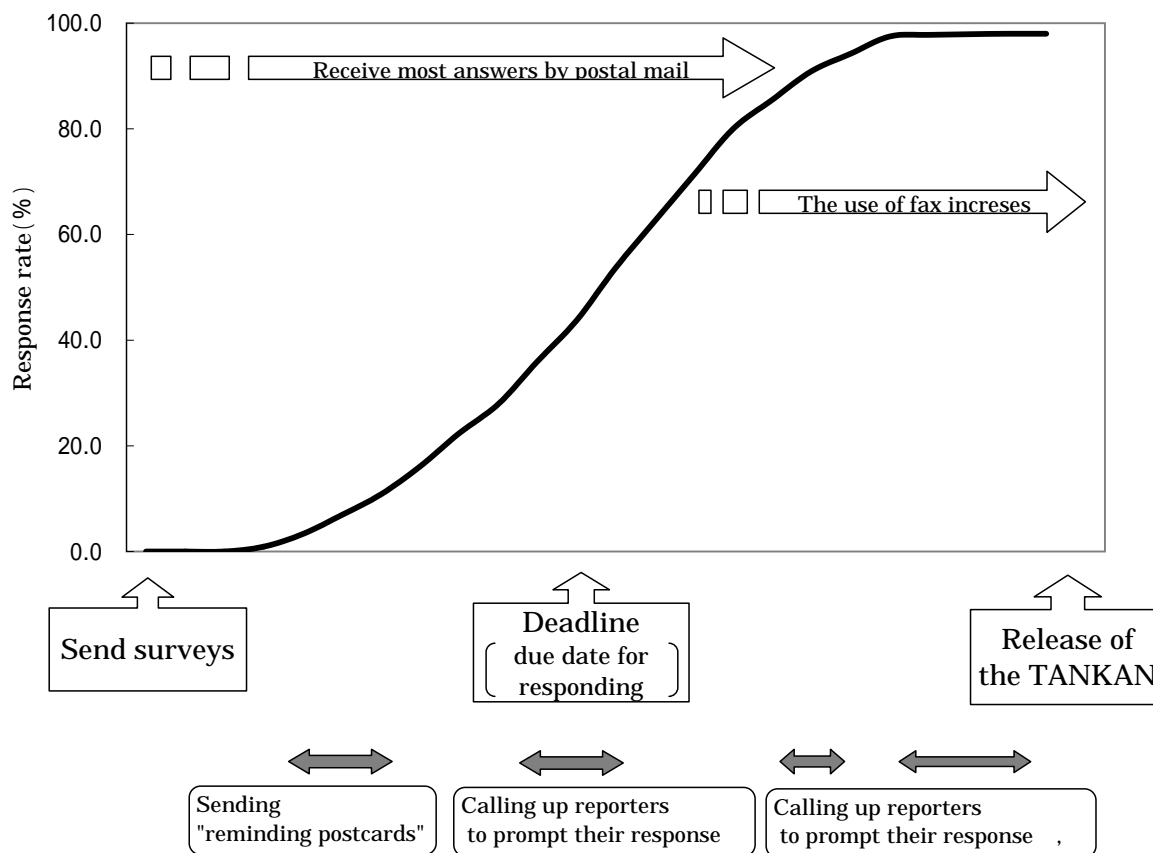 100.0
80.0
60.0
40.0
20.0
0.0
Response rate(%)
Receive most answers by postal mail
The use of fax increses
Send surveys
Deadline
due date for
responding
Release of
the TANKAN
Sending
"reminding postcards"
Calling up reporters
to prompt their response
Calling up reporters
to prompt their response ,